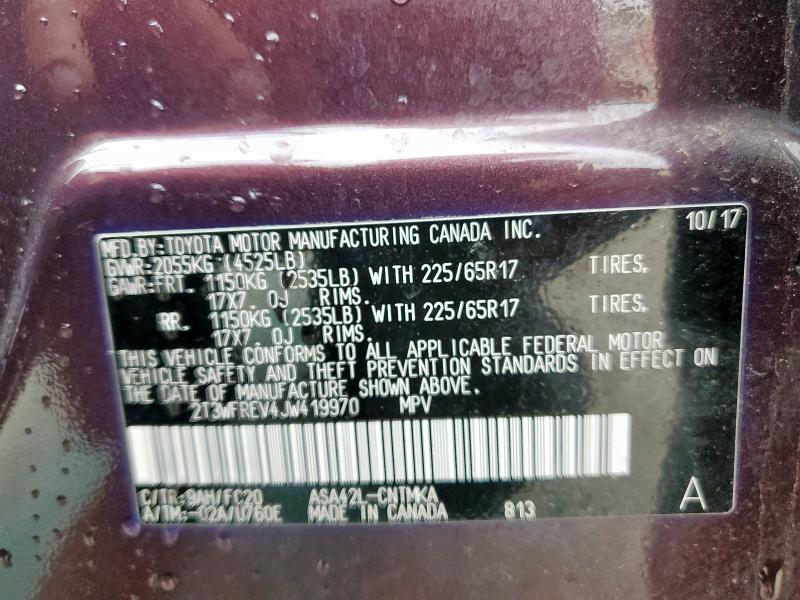 10/17
MFD.BY:TOYOTA MOTOR MANUFACTURING CANADA INC.
GVWR:2055KG (4525LB)
GAWR:FRT. 1150KG (2535LB) WITH 225/65R17 TIRES,
17X7. 0J RIMS.
RR. 1150KG (2535LB) WITH 225/65R17 TIRES,
17X7. 0J RIMS.
THIS VEHICLE CONFORMS TO ALL APPLICABLE FEDERAL MOTOR
VEHICLE SAFETY AND THEFT PREVENTION STANDARDS IN EFFECT ON
THE DATE OF MANUFACTURE SHOWN ABOVE.
2T3WFREV4JW419970 MPV
C/TR:9AH/FC20 ASA42L-CNTMKA
A/TM:-02A/U760E MADE IN CANADA 813 A